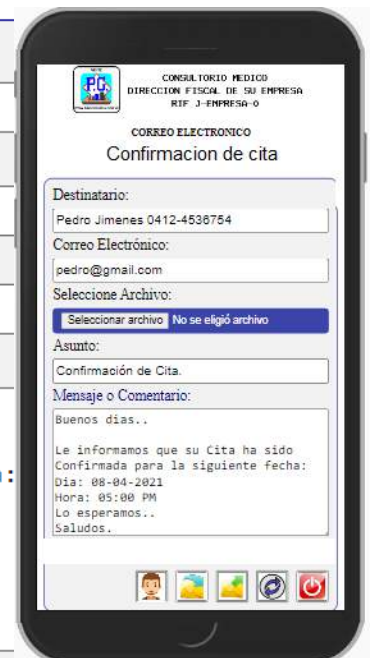 P.G.
CONSULTORIO MEDICO
DIRECCION FISCAL DE SU EMPRESA
RIF J-EMPRESA-0
CORREO ELECTRONICO
Confirmacion de cita
Destinatario:
Pedro Jimenes 0412-4536754
Correo Electrónico:
pedro@gmail.com
Seleccione Archivo:
Seleccionar archivo No se eligió archivo
Asunto:
Confirmación de Cita.
Mensaje o Comentario:
Buenos dias..
Le informamos que su Cita ha sido
Confirmada para la siguiente fecha:
Dia: 08-04-2021
Hora: 05:00 PM
Lo esperamos..
Saludos.